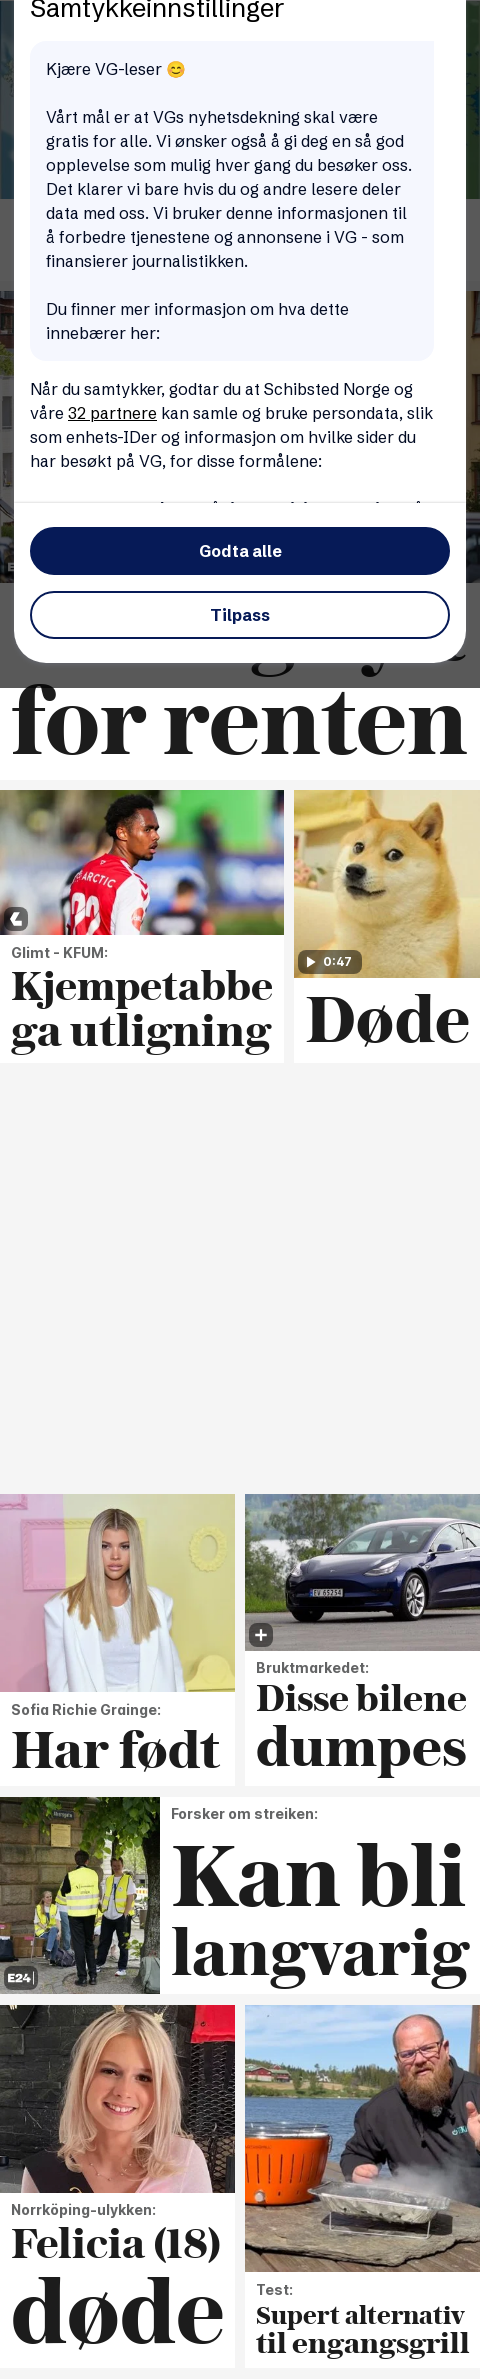 Samtykkeinnstillinger
Kjære VG-leser 😊
Vårt mål er at VGs nyhetsdekning skal være
gratis for alle. Vi ønsker også å gi deg en så god
opplevelse som mulig hver gang du besøker oss.
Det klarer vi bare hvis du og andre lesere deler
data med oss. Vi bruker denne informasjonen til
å forbedre tjenestene og annonsene i VG - som
finansierer journalistikken.
Du finner mer informasjon om hva dette
innebærer her:
Når du samtykker, godtar du at Schibsted Norge og
våre 32 partnere kan samle og bruke persondata, slik
som enhets-IDer og informasjon om hvilke sider du
har besøkt på VG, for disse formålene:
Godta alle
Tilpass
for renten
ARCTIC
0:47
Glimt - KFUM:
Kjempetabbe
ga utligning
Døde
EV 65254
Sofia Richie Grainge:
Har født
Bruktmarkedet:
Disse bilene
dumpes
Forsker om streiken:
Kan bli
langvarig
E24
Norrköping-ulykken:
Felicia (18)
døde
Test:
Supert alternativ
til engangsgrill